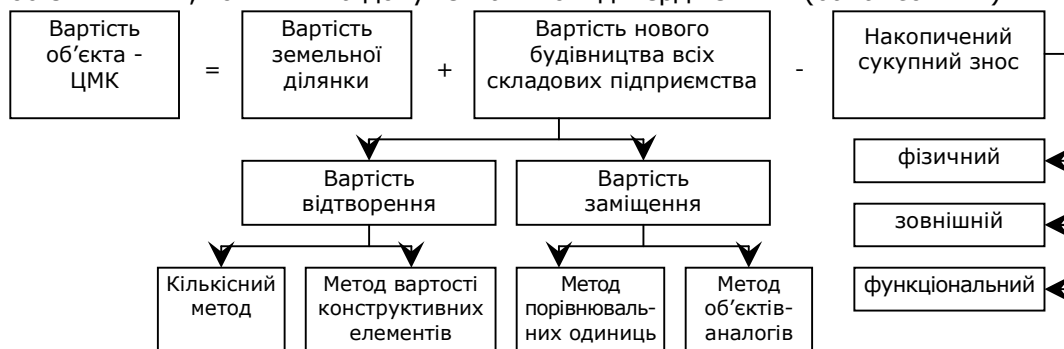 Вартість
об’єкта -
ЦМК
=
Вартість
земельної
ділянки
+
Вартість нового
будівництва всіх
складових підприємства
-
Накопичений
сукупний знос
фізичний
Вартість
відтворення
Вартість
заміщення
зовнішній
функціональний
Кількісний
метод
Метод вартості
конструктивних
елементів
Метод
порівнюваль-
них одиниць
Метод
об’єктів-
аналогів